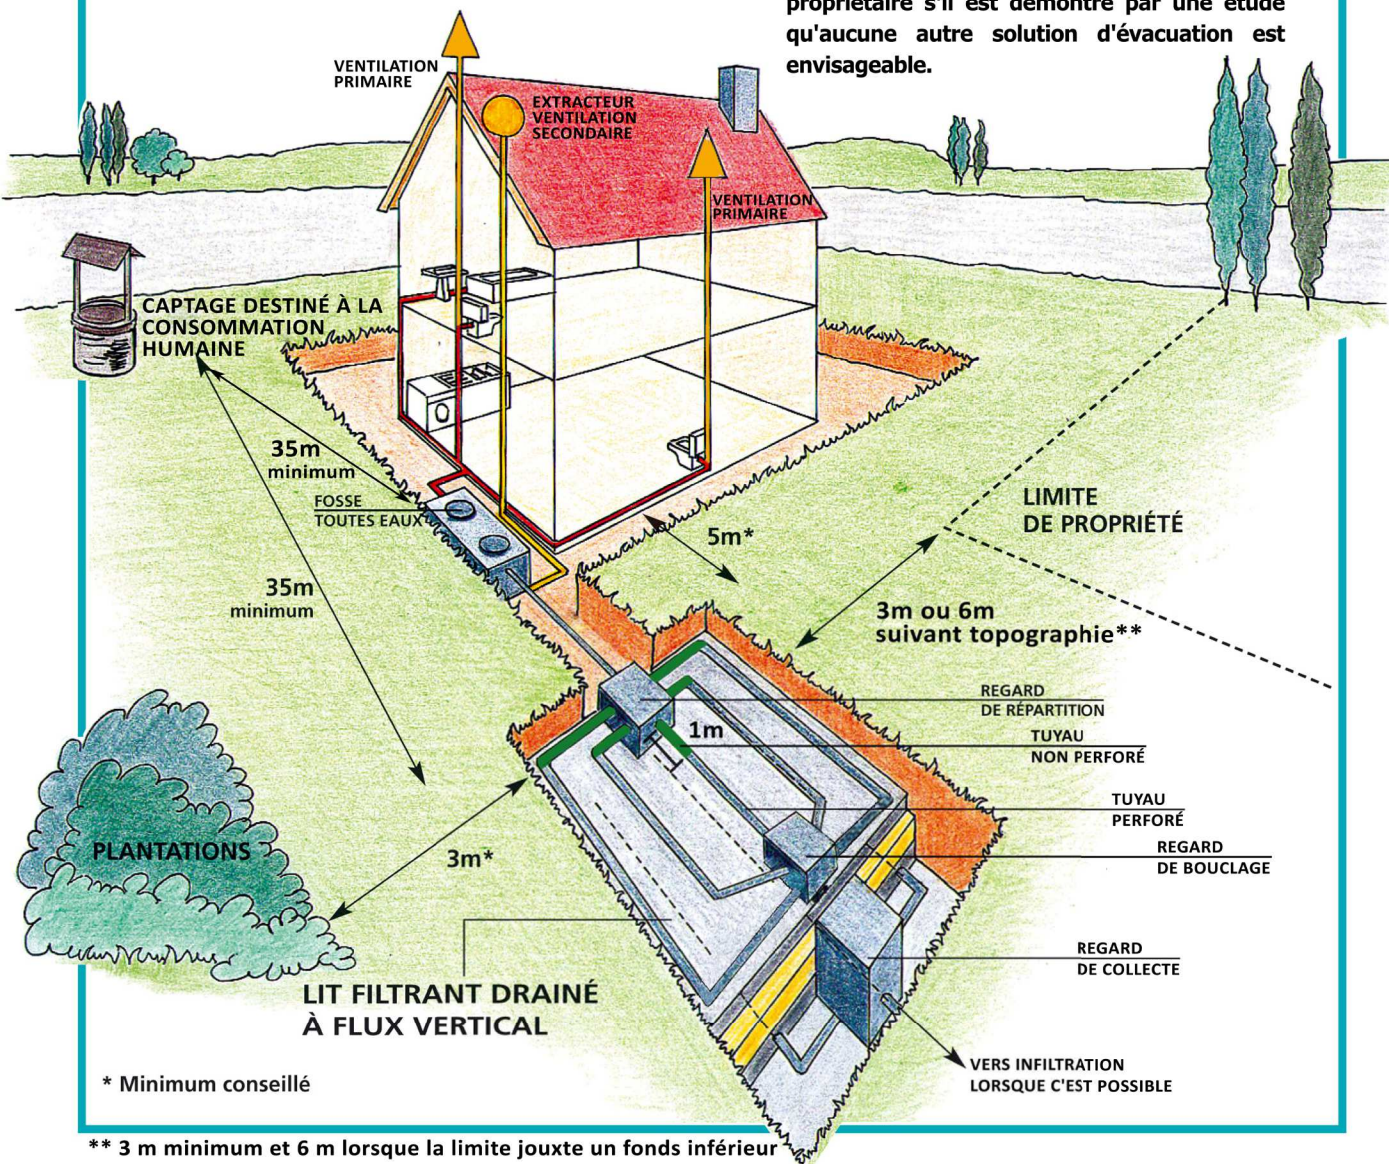 propriétaire s'il est démontré par une étude
qu'aucune autre solution d'évacuation est
envisageable.
VENTILATION
PRIMAIRE
EXTRACTEUR
VENTILATION
SECONDAIRE
VENTILATION
PRIMAIRE
CAPTAGE DESTINÉ À LA
CONSOMMATION
HUMAINE
35m
minimum
FOSSE
TOUTES EAUX
35m
minimum
5m*
LIMITE
DE PROPRIÉTÉ
3m ou 6m
suivant topographie**
REGARD
DE RÉPARTITION
1m
TUYAU
NON PERFORÉ
TUYAU
PERFORÉ
REGARD
DE BOUCLAGE
PLANTATIONS
3m*
REGARD
DE COLLECTE
LIT FILTRANT DRAINÉ
À FLUX VERTICAL
VERS INFILTRATION
LORSQUE C'EST POSSIBLE
* Minimum conseillé
** 3 m minimum et 6 m lorsque la limite jouxte un fonds inférieur